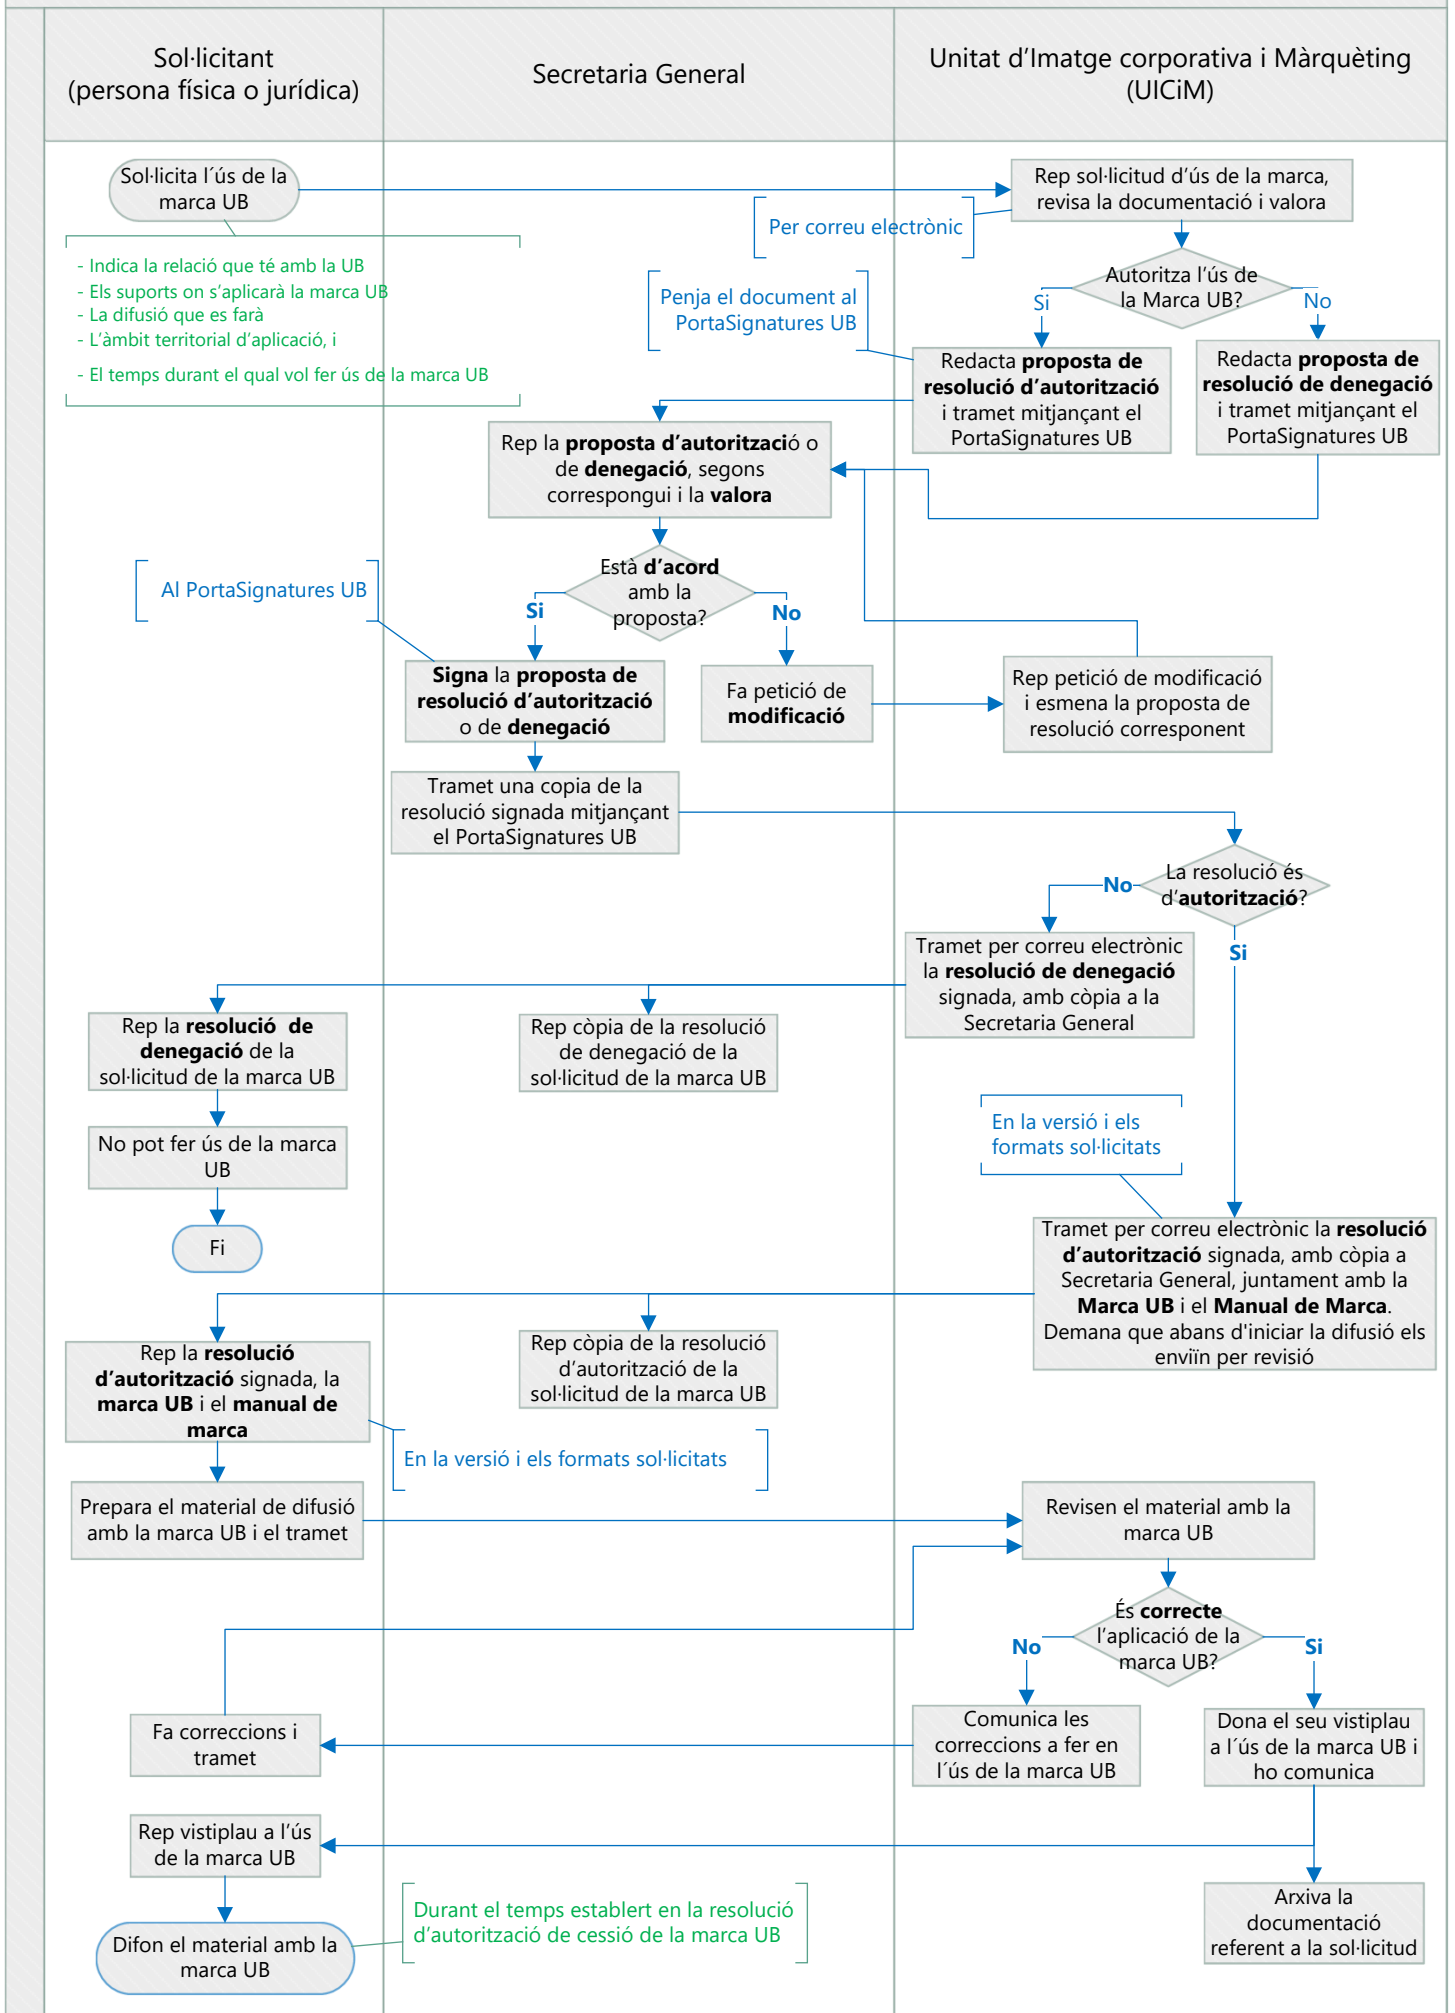 Sol·licitant
(persona física o jurídica)
Secretaria General
Unitat d’Imatge corporativa i Màrquèting
(UICiM)
Sol·licita l´ús de la
marca UB
Rep sol·licitud d’ús de la marca,
revisa la documentació i valora
Per correu electrònic
- Indica la relació que té amb la UB
- Els suports on s’aplicarà la marca UB
- La difusió que es farà
- L’àmbit territorial d’aplicació, i
- El temps durant el qual vol fer ús de la marca UB
Autoritza l’ús de
la Marca UB?
Si
No
Penja el document al
PortaSignatures UB
Redacta proposta de
resolució d’autorització
i tramet mitjançant el
PortaSignatures UB
Redacta proposta de
resolució de denegació
i tramet mitjançant el
PortaSignatures UB
Rep la proposta d’autorització o
de denegació, segons
correspongui i la valora
Està d’acord
amb la
proposta?
Si
No
Al PortaSignatures UB
Signa la proposta de
resolució d’autorització
o de denegació
Fa petició de
modificació
Rep petició de modificació
i esmena la proposta de
resolució corresponent
Tramet una copia de la
resolució signada mitjançant
el PortaSignatures UB
La resolució és
d’autorització?
No
Si
Tramet per correu electrònic
la resolució de denegació
signada, amb còpia a la
Secretaria General
Rep la resolució de
denegació de la
sol·licitud de la marca UB
Rep còpia de la resolució
de denegació de la
sol·licitud de la marca UB
No pot fer ús de la marca
UB
Fi
En la versió i els
formats sol·licitats
Tramet per correu electrònic la resolució
d’autorització signada, amb còpia a
Secretaria General, juntament amb la
Marca UB i el Manual de Marca.
Demana que abans d'iniciar la difusió els
enviïn per revisió
Rep la resolució
d’autorització signada, la
marca UB i el manual de
marca
Rep còpia de la resolució
d’autorització de la
sol·licitud de la marca UB
En la versió i els formats sol·licitats
Prepara el material de difusió
amb la marca UB i el tramet
Revisen el material amb la
marca UB
És correcte
l’aplicació de la
marca UB?
No
Si
Fa correccions i
tramet
Comunica les
correccions a fer en
l´ús de la marca UB
Dona el seu vistiplau
a l´ús de la marca UB i
ho comunica
Rep vistiplau a l’ús
de la marca UB
Durant el temps establert en la resolució
d’autorització de cessió de la marca UB
Difon el material amb la
marca UB
Arxiva la
documentació
referent a la sol·licitud